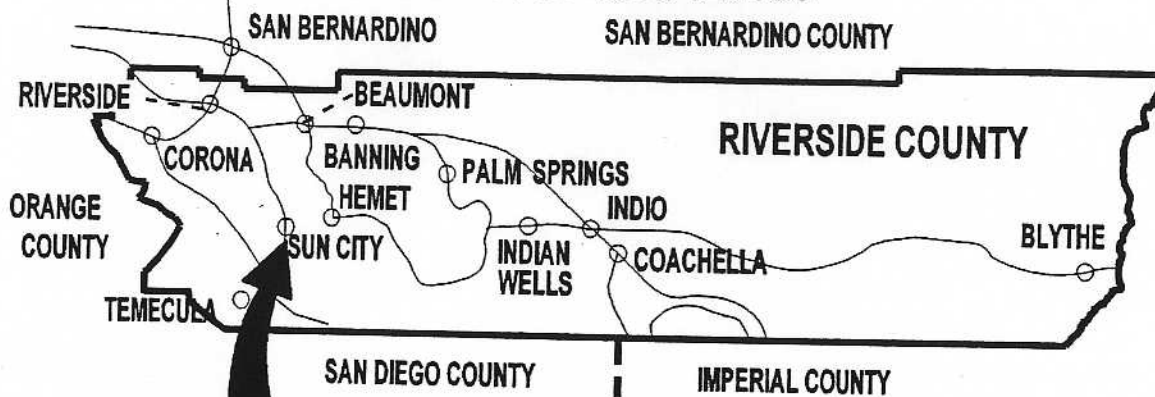 SAN BERNARDINO
SAN BERNARDINO COUNTY
RIVERSIDE
BEAUMONT
RIVERSIDE COUNTY
CORONA
BANNING
PALM SPRINGS
HEMET
ORANGE
COUNTY
INDIO
SUN CITY
INDIAN
WELLS
COACHELLA
BLYTHE
TEMECULA
SAN DIEGO COUNTY
IMPERIAL COUNTY